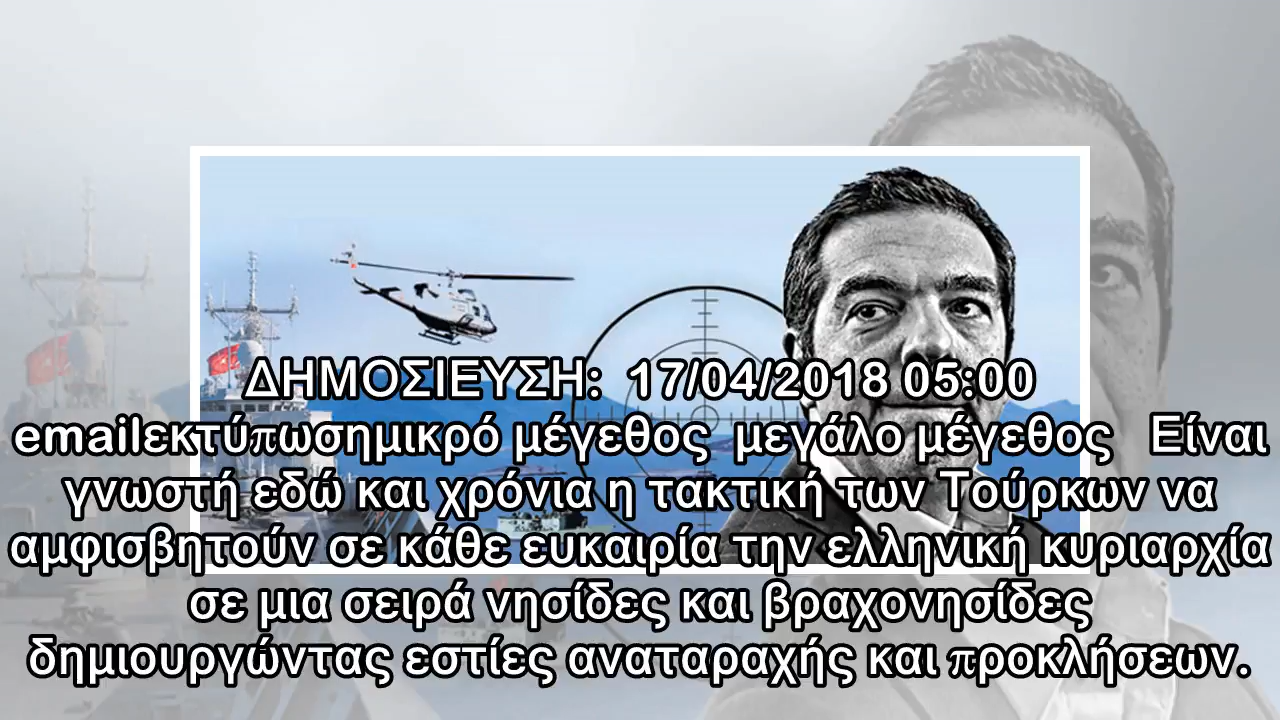 ΔΗΜΟΣΙΕΥΣΗ: 17/04/2018 05:00
emailεκτύπωσημικρό μέγεθος μεγάλο μέγεθος Είναι
γνωστή εδώ και χρόνια η τακτική των Τούρκων να
αμφισβητούν σε κάθε ευκαιρία την ελληνική κυριαρχία
σε μια σειρά νησίδες και βραχονησίδες
δημιουργώντας εστίες αναταραχής και προκλήσεων.